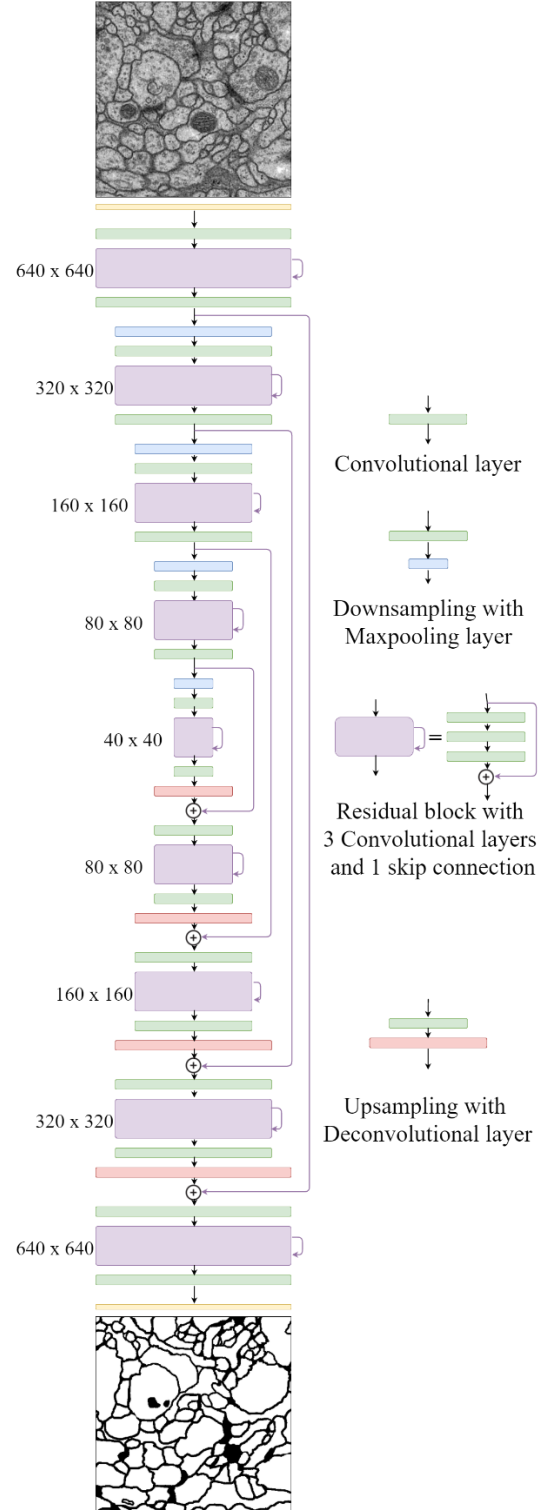 640 x 640
320 x 320
Convolutional layer
160 x 160
80 x 80
Downsampling with
Maxpooling layer
40 x 40
=
Residual block with
3 Convolutional layers
and 1 skip connection
80 x 80
160 x 160
320 x 320
Upsampling with
Deconvolutional layer
640 x 640